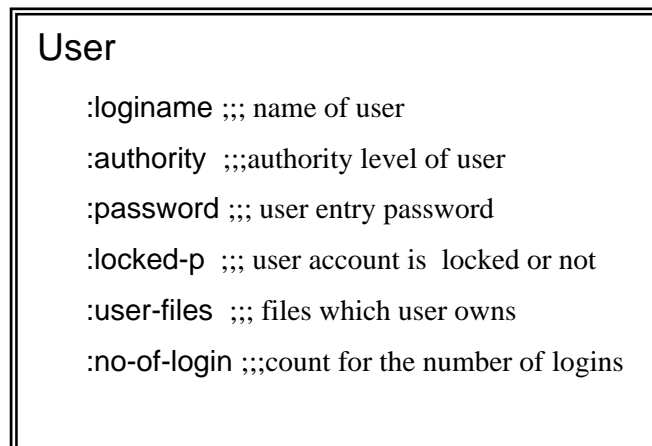 User
:loginame ;;; name of user
:authority ;;;authority level of user
:password ;;; user entry password
:locked-p ;;; user account is locked or not
:user-files ;;; files which user owns
:no-of-login ;;;count for the number of logins